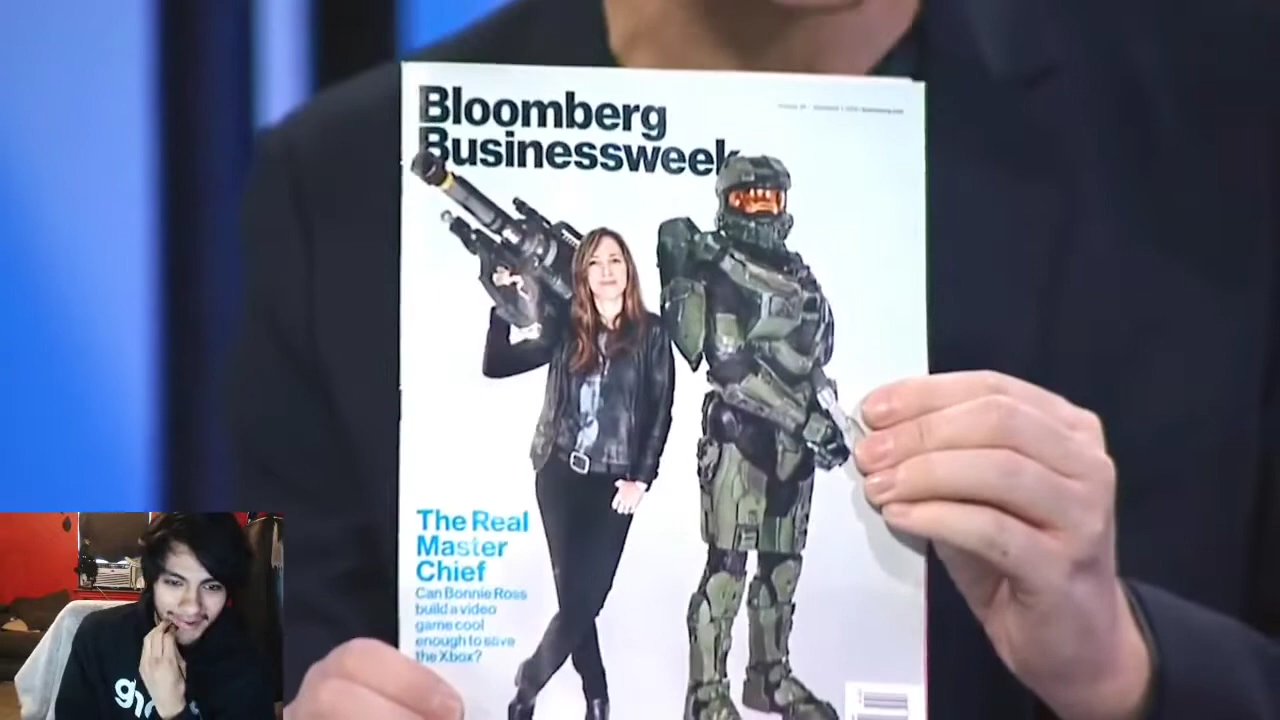 Bloomberg
Businessweek
The Real
Master
Chief
Can Bonnie Ross
build a video
game cool
enough to save
the Xbox?